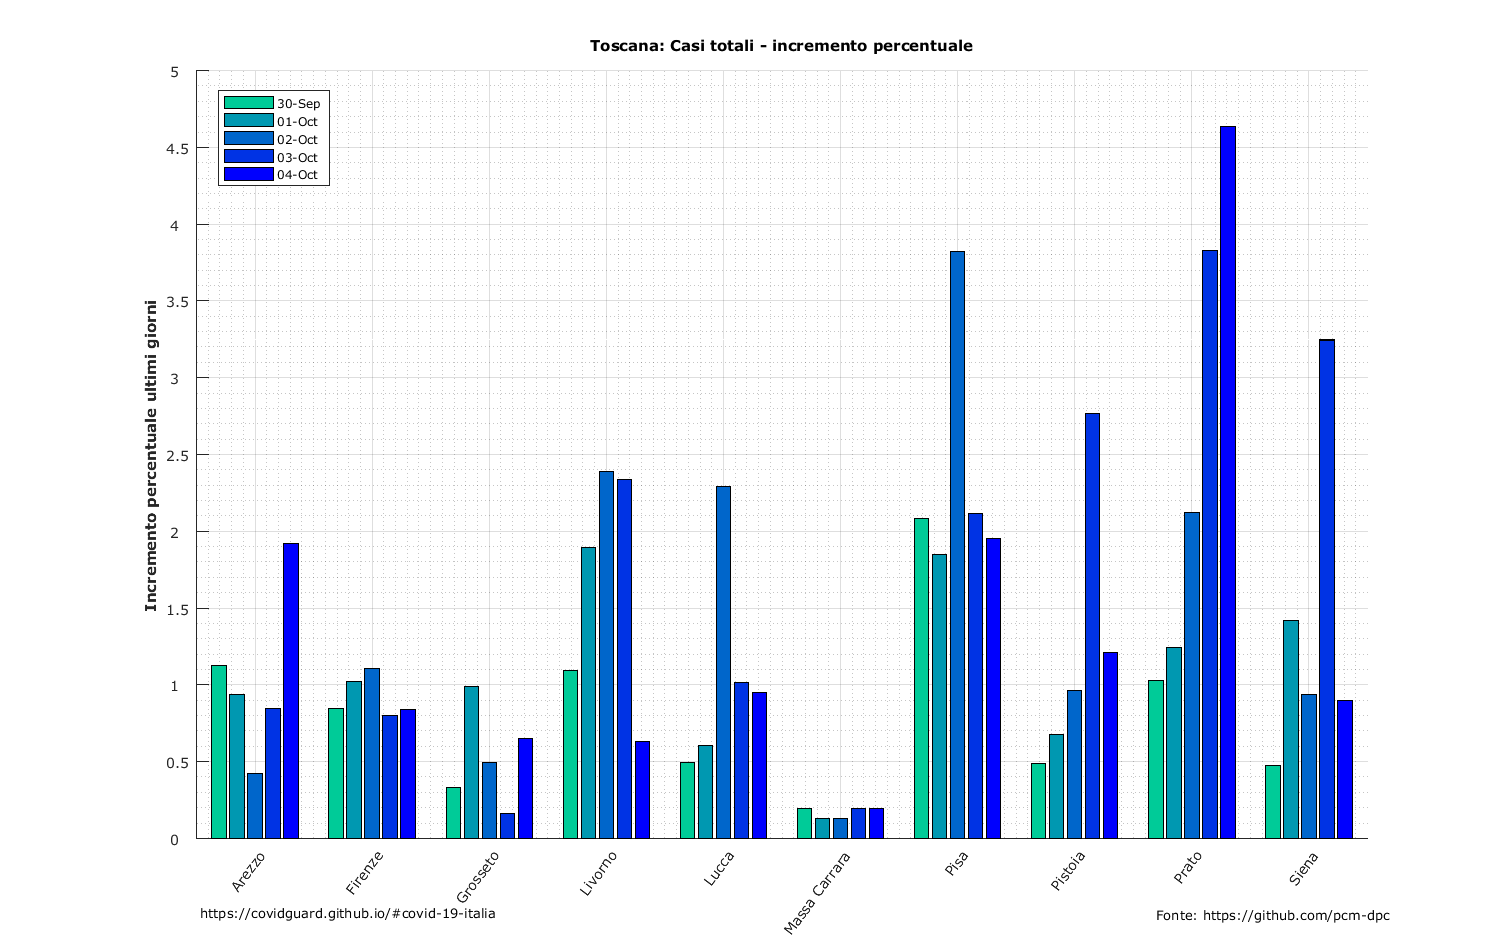 Toscana: Casi totali - incremento percentuale
Incremento percentuale ultimi giorni
5
4.5
4
3.5
3
2.5
2
1.5
1
0.5
0
30-Sep
01-Oct
02-Oct
03-Oct
04-Oct
Arezzo
Firenze
Grosseto
Livorno
Lucca
Massa Carrara
Pisa
Pistoia
Prato
Siena
https://covidguard.github.io/#covid-19-italia
Fonte: https://github.com/pcm-dpc